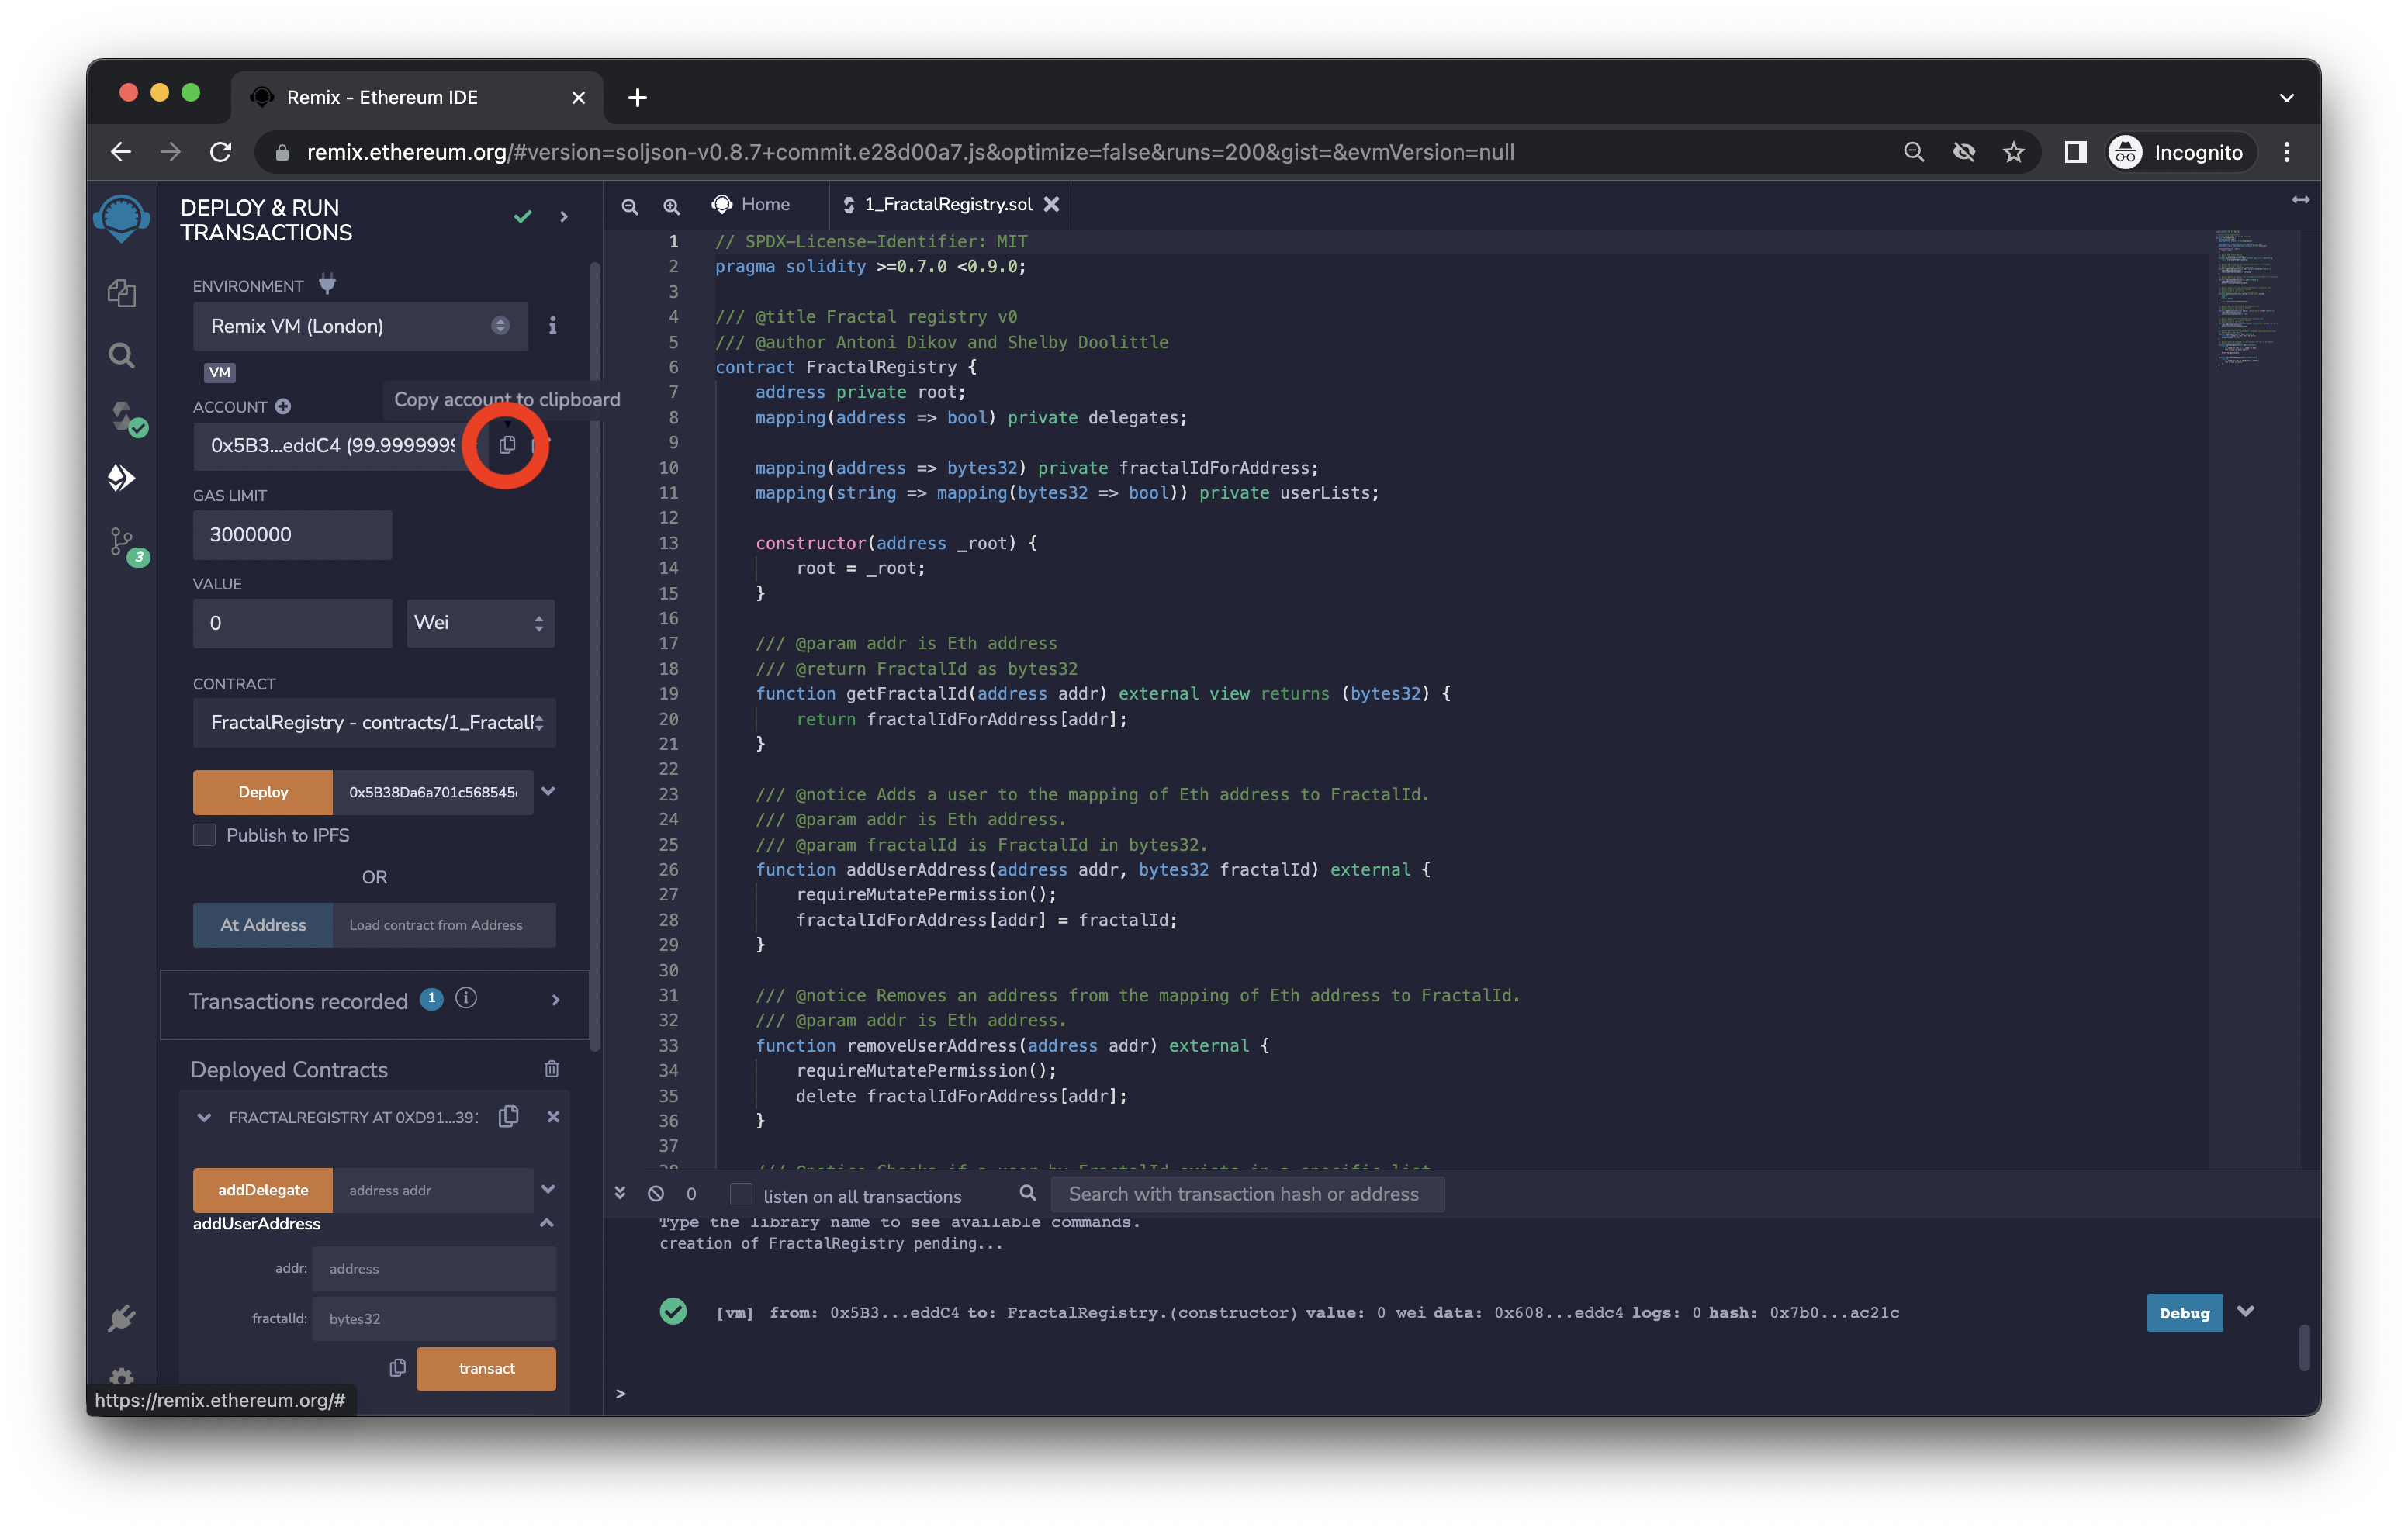 Remix - Ethereum IDE
remix.ethereum.org/#version=soljson-v0.8.7+commit.e28d00a7.js&optimize=false&runs=200&gist=&evmVersion=null
Incognito
DEPLOY & RUN
TRANSACTIONS
ENVIRONMENT
Remix VM (London)
VM
Copy account to clipboard
ACCOUNT
0x5B3...eddC4 (99.9999999
GAS LIMIT
3000000
VALUE
0
Wei
CONTRACT
FractalRegistry - contracts/1_Fractal
Deploy
0x5B38Da6a701c568545
Publish to IPFS
OR
At Address
Load contract from Address
Transactions recorded 1
Deployed Contracts
FRACTALREGISTRY AT 0XD91...39
addDelegate
address addr
addUserAddress
addr:
address
fractalId:
bytes32
transact
3
https://remix.ethereum.org/#
Home
1_FractalRegistry.sol
1 // SPDX-License-Identifier: MIT
2 pragma solidity >=0.7.0 <0.9.0;
3
4 /// @title Fractal registry v0
5 /// @author Antoni Dikov and Shelby Doolittle
6 contract FractalRegistry {
7 address private root;
8 mapping(address => bool) private delegates;
9
10 mapping(address => bytes32) private fractalIdForAddress;
11 mapping(string => mapping(bytes32 => bool)) private userLists;
12
13 constructor(address _root) {
14 root = _root;
15 }
16
17 /// @param addr is Eth address
18 /// @return FractalId as bytes32
19 function getFractalId(address addr) external view returns (bytes32) {
20 return fractalIdForAddress[addr];
21 }
22
23 /// @notice Adds a user to the mapping of Eth address to FractalId.
24 /// @param addr is Eth address.
25 /// @param fractalId is FractalId in bytes32.
26 function addUserAddress(address addr, bytes32 fractalId) external {
27 requireMutatePermission();
28 fractalIdForAddress[addr] = fractalId;
29 }
30
31 /// @notice Removes an address from the mapping of Eth address to FractalId.
32 /// @param addr is Eth address.
33 function removeUserAddress(address addr) external {
34 requireMutatePermission();
35 delete fractalIdForAddress[addr];
36 }
37
38 /// @notice Checks if a user by FractalId exists in a specific list
0
listen on all transactions
Search with transaction hash or address
Type the library name to see available commands.
creation of FractalRegistry pending...
[vm] from: 0x5B3...eddC4 to: FractalRegistry.(constructor) value: 0 wei data: 0x608...eddc4 logs: 0 hash: 0x7b0...ac21c
Debug
>